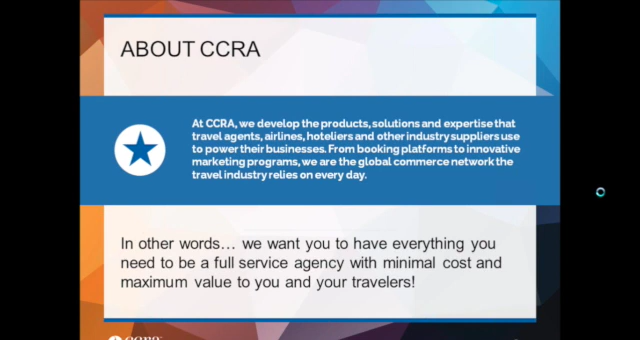 ABOUT CCRA
At CCRA, we develop the products, solutions and expertise that
travel agents, airlines, hoteliers and other industry suppliers use
to power their businesses. From booking platforms to innovative
marketing programs, we are the global commerce network the
travel industry relies on every day.
In other words… we want you to have everything you
need to be a full service agency with minimal cost and
maximum value to you and your travelers!